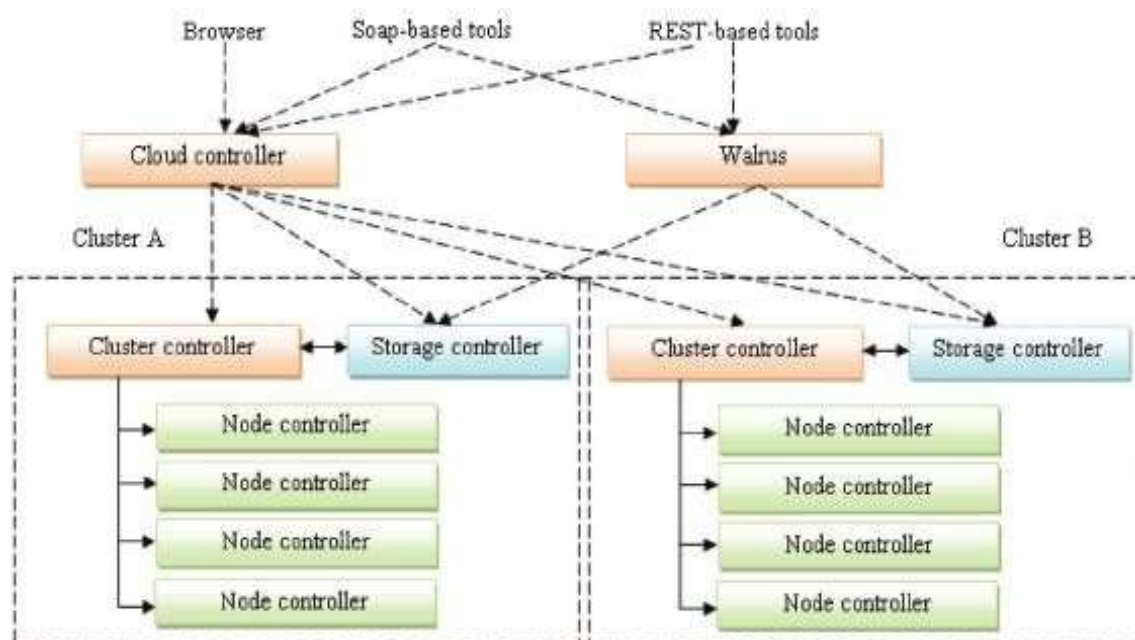 Browser
Soap-based tools
REST-based tools
Cloud controller
Walrus
Cluster A
Cluster B
Cluster controller
Storage controller
Cluster controller
Storage controller
Node controller
Node controller
Node controller
Node controller
Node controller
Node controller
Node controller
Node controller